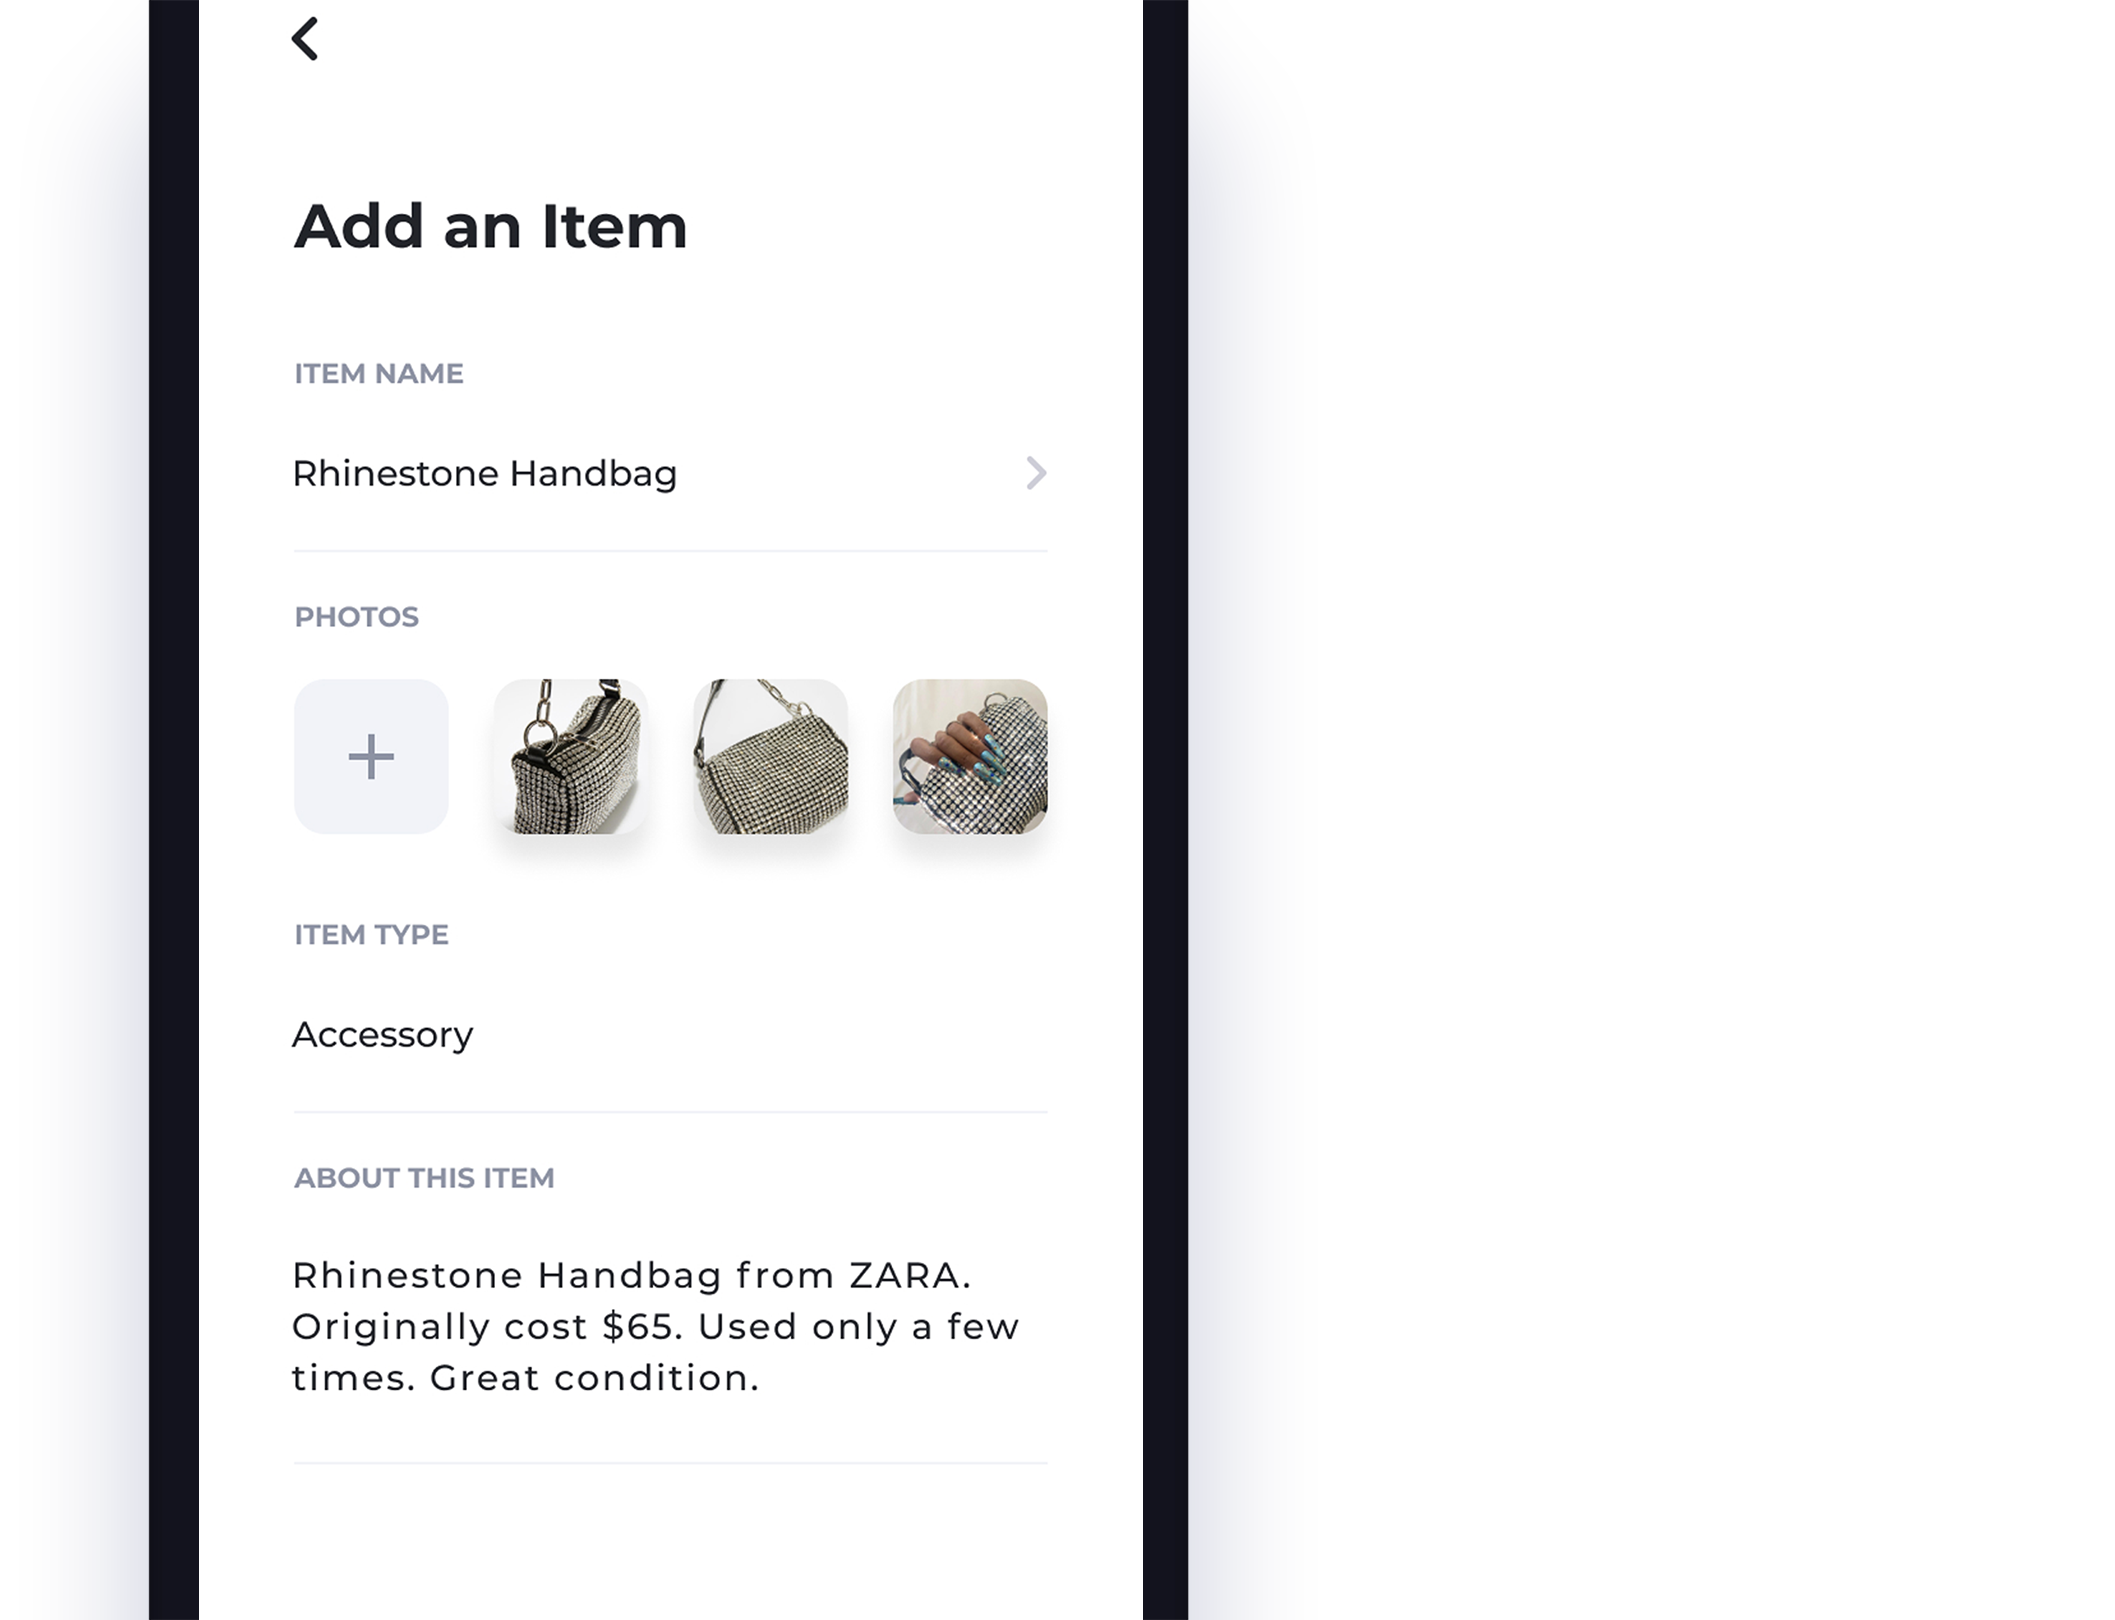 Add an Item
ITEM NAME
Rhinestone Handbag
PHOTOS
ITEM TYPE
Accessory
ABOUT THIS ITEM
Rhinestone Handbag from ZARA.
Originally cost $65. Used only a few
times. Great condition.